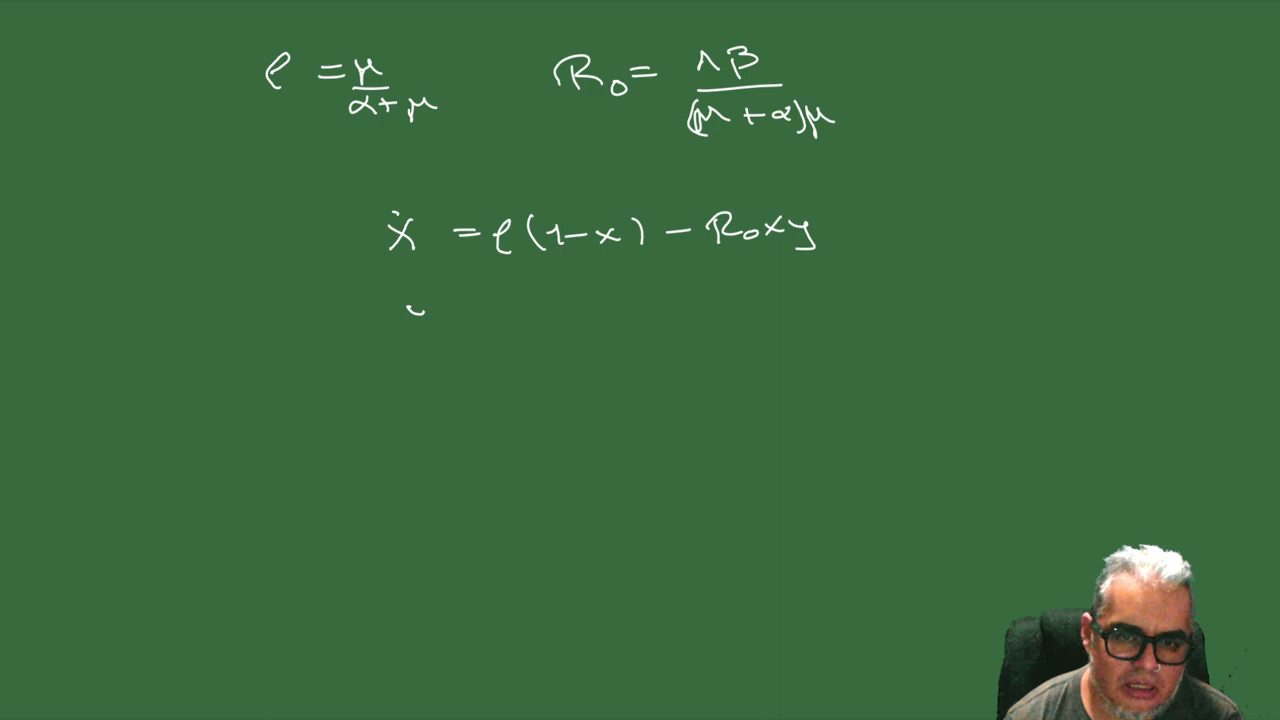 ρ = μ/(α+μ) R₀ = Λβ/((μ+α)μ)
ẋ = ρ(1-x) - R₀xy